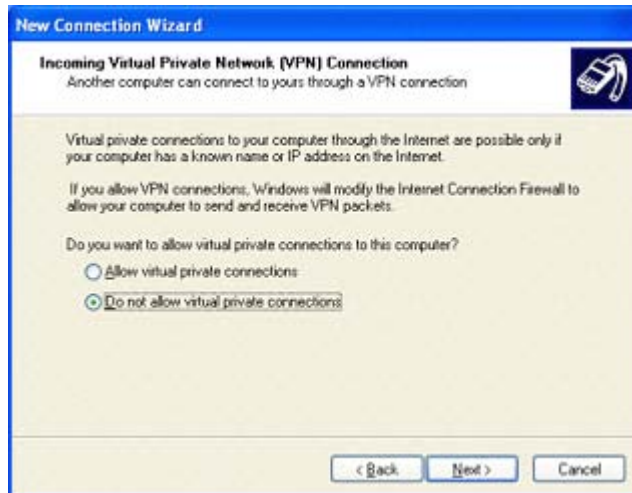 New Connection Wizard
Incoming Virtual Private Network (VPN) Connection
Another computer can connect to yours through a VPN connection
Virtual private connections to your computer through the Internet are possible only if
your computer has a known name or IP address on the Internet.
If you allow VPN connections, Windows will modify the Internet Connection Firewall to
allow your computer to send and receive VPN packets.
Do you want to allow virtual private connections to this computer?
Allow virtual private connections
Do not allow virtual private connections
< Back Next > Cancel